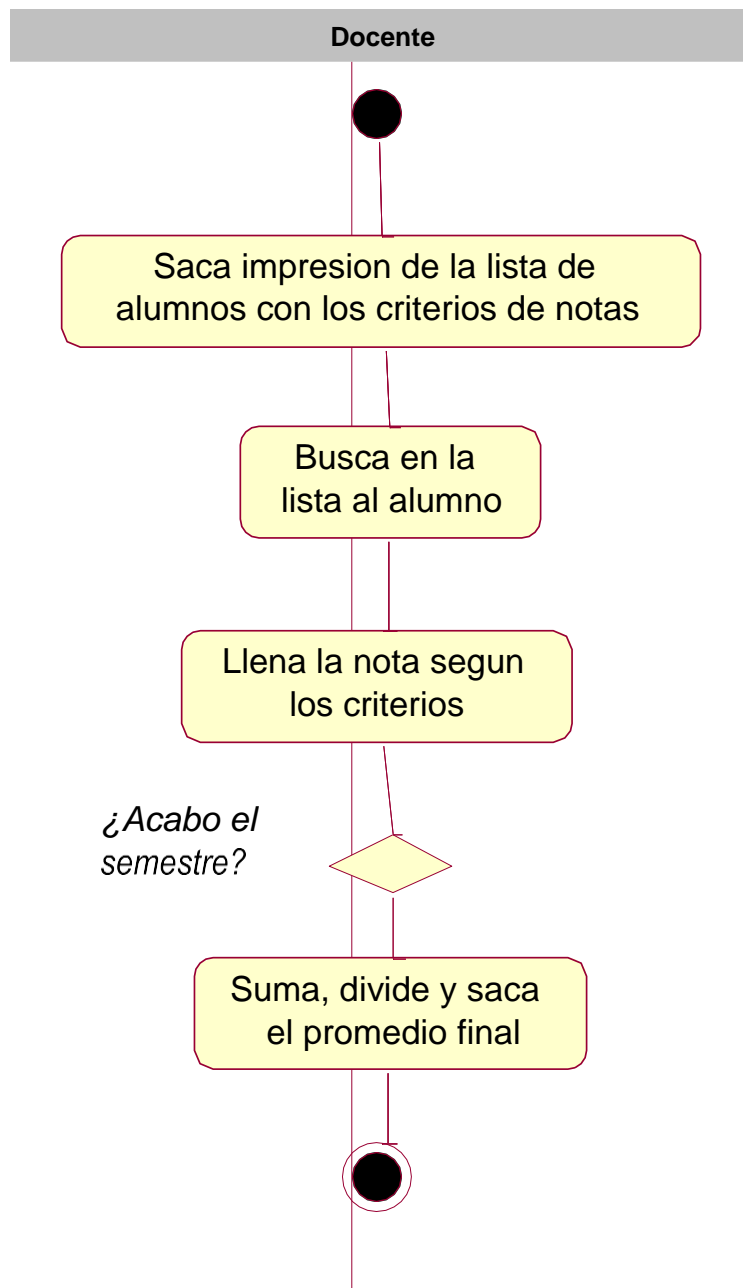 Docente
Saca impresion de la lista de
alumnos con los criterios de notas
Busca en la
lista al alumno
Llena la nota segun
los criterios
¿Acabo el
semestre?
Suma, divide y saca
el promedio final